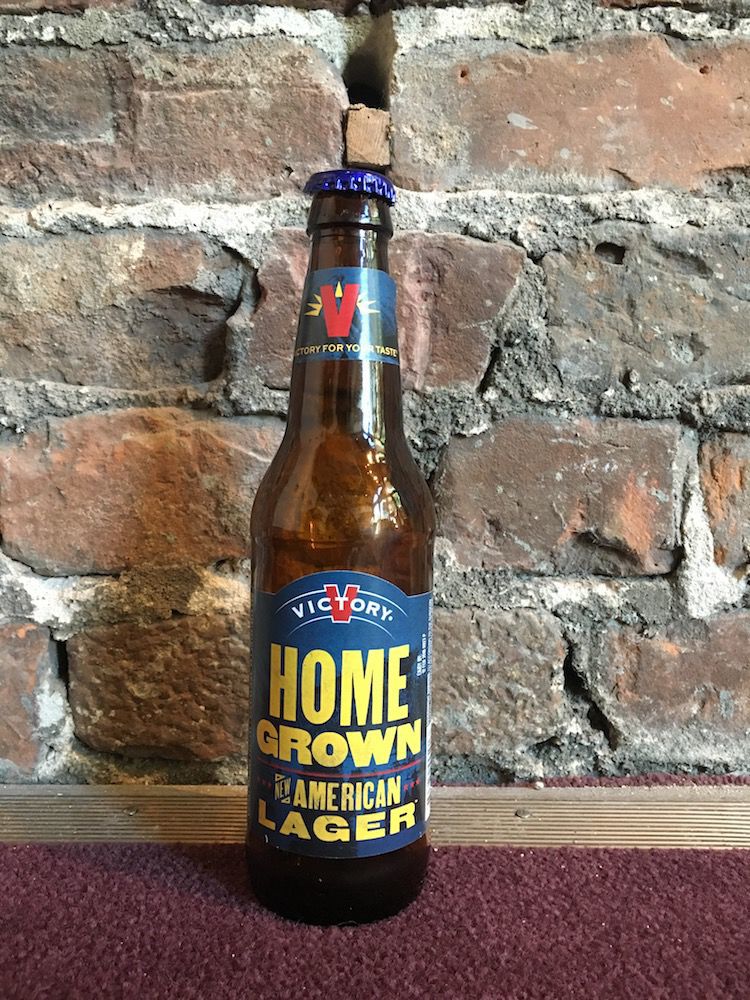 V
VICTORY FOR YOUR TASTE
VICTORY®
HOME
GROWN
NEW AMERICAN
LAGER